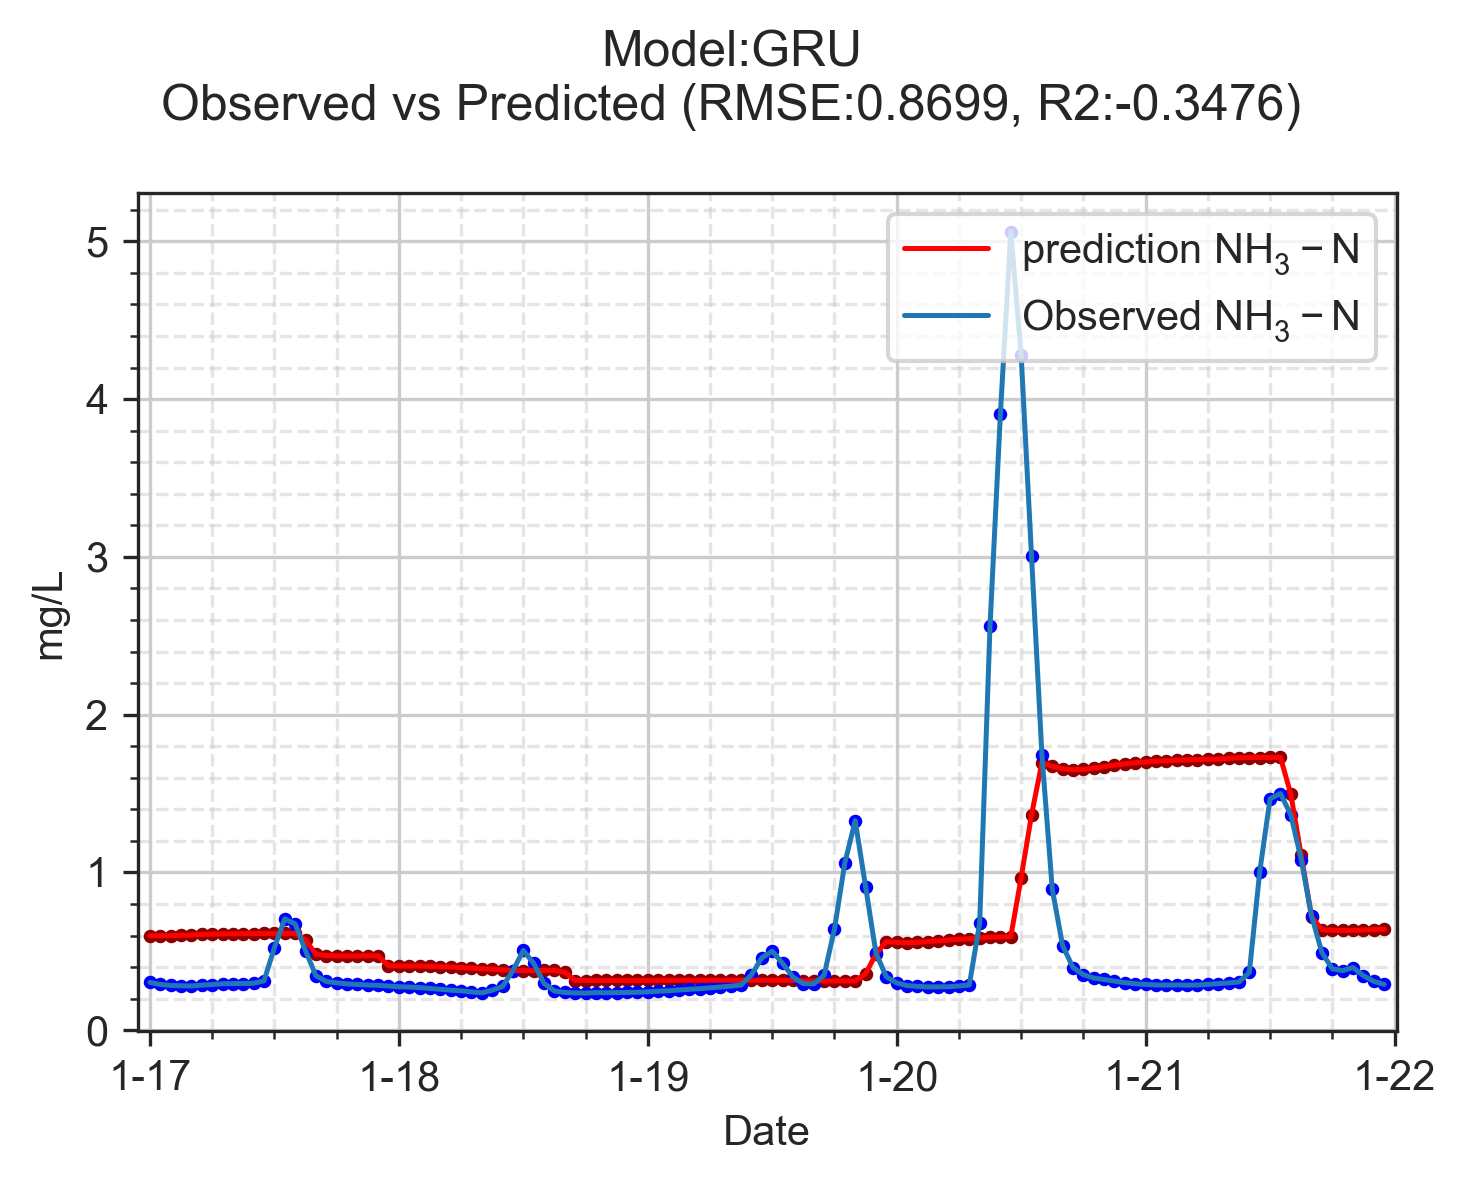 Model:GRU
Observed vs Predicted (RMSE:0.8699, R2:-0.3476)
prediction NH₃ − N
Observed NH₃ − N
mg/L
5
4
3
2
1
0
1-17 1-18 1-19 1-20 1-21 1-22
Date